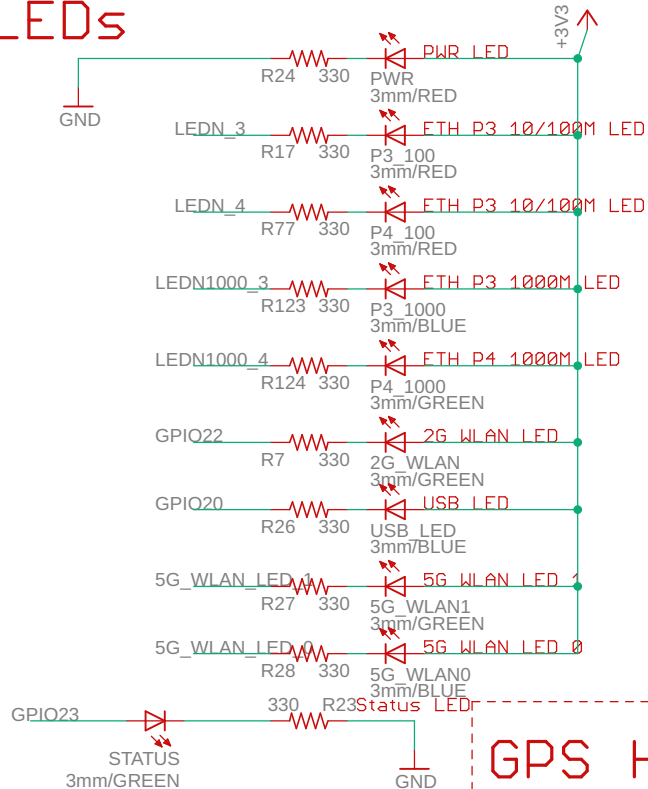 LEDs
+3V3
PWR LED
R24 330 PWR
3mm/RED
GND
LEDN_3 ETH P3 10/100M LED
R17 330 P3_100
3mm/RED
LEDN_4 ETH P3 10/100M LED
R77 330 P4_100
3mm/RED
LEDN1000_3 ETH P3 1000M LED
R123 330 P3_1000
3mm/BLUE
LEDN1000_4 ETH P4 1000M LED
R124 330 P4_1000
3mm/GREEN
GPIO22 2G WLAN LED
R7 330 2G_WLAN
3mm/GREEN
GPIO20 USB LED
R26 330 USB_LED
3mm/BLUE
5G_WLAN_LED_1 5G WLAN LED 1
R27 330 5G_WLAN1
3mm/GREEN
5G_WLAN_LED_0 5G WLAN LED 0
R28 330 5G_WLAN0
3mm/BLUE
330 R23 Status LED
GPIO23
STATUS
3mm/GREEN
GND
GPS H